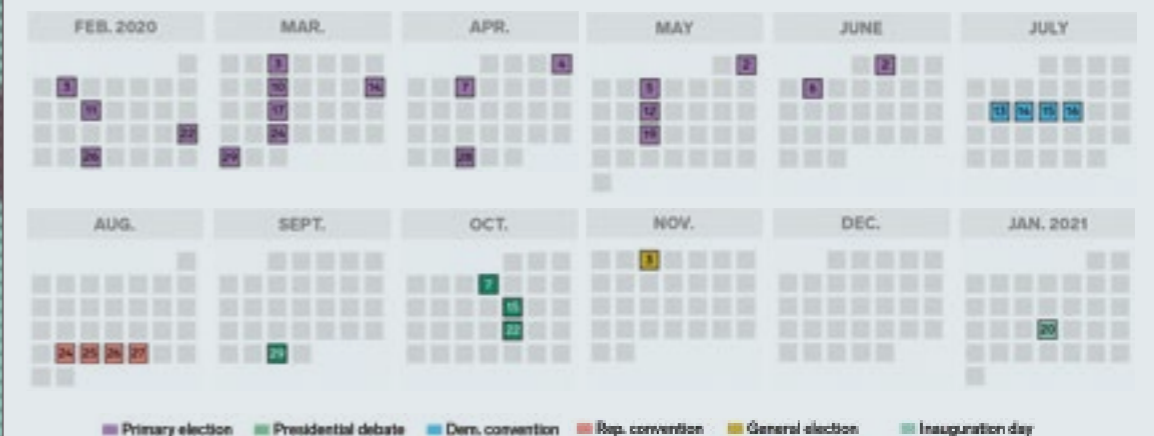 FEB. 2020 MAR. APR. MAY JUNE JULY
3 4 2 2
3 10 14 7 5 6
11 17 12 13 14 15 16
22 24 19
29 28
AUG. SEPT. OCT. NOV. DEC. JAN. 2021
3
7
15
22 20
24 25 26 27 29
Primary election Presidential debate Dem. convention Rep. convention General election Inauguration day